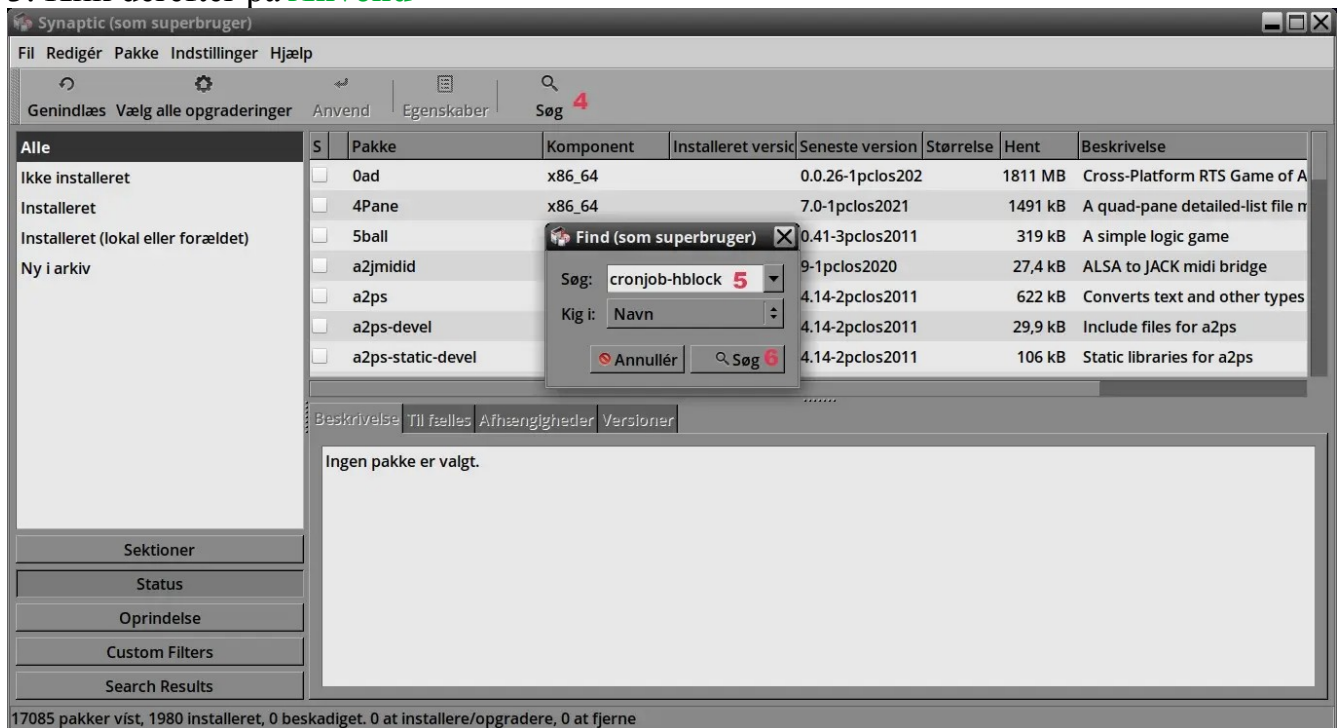 Synaptic (som superbruger)
Fil Redigér Pakke Indstillinger Hjælp
Genindlæs Vælg alle opgraderinger Anvend Egenskaber Søg 4
Alle
Ikke installeret
Installeret
Installeret (lokal eller forældet)
Ny i arkiv
S Pakke Komponent Installeret versic Seneste version Størrelse Hent Beskrivelse
0ad x86_64 0.0.26-1pclos202 1811 MB Cross-Platform RTS Game of A
4Pane x86_64 7.0-1pclos2021 1491 kB A quad-pane detailed-list file m
5ball 0.41-3pclos2011 319 kB A simple logic game
a2jmidid 9-1pclos2020 27,4 kB ALSA to JACK midi bridge
a2ps 4.14-2pclos2011 622 kB Converts text and other types
a2ps-devel 4.14-2pclos2011 29,9 kB Include files for a2ps
a2ps-static-devel 4.14-2pclos2011 106 kB Static libraries for a2ps
Find (som superbruger)
Søg: cronjob-hblock 5
Kig i: Navn
Annullér Søg 6
Beskrivelse Til fælles Afhængigheder Versioner
Ingen pakke er valgt.
Sektioner
Status
Oprindelse
Custom Filters
Search Results
17085 pakker víst, 1980 installeret, 0 beskadiget. 0 at installere/opgradere, 0 at fjerne